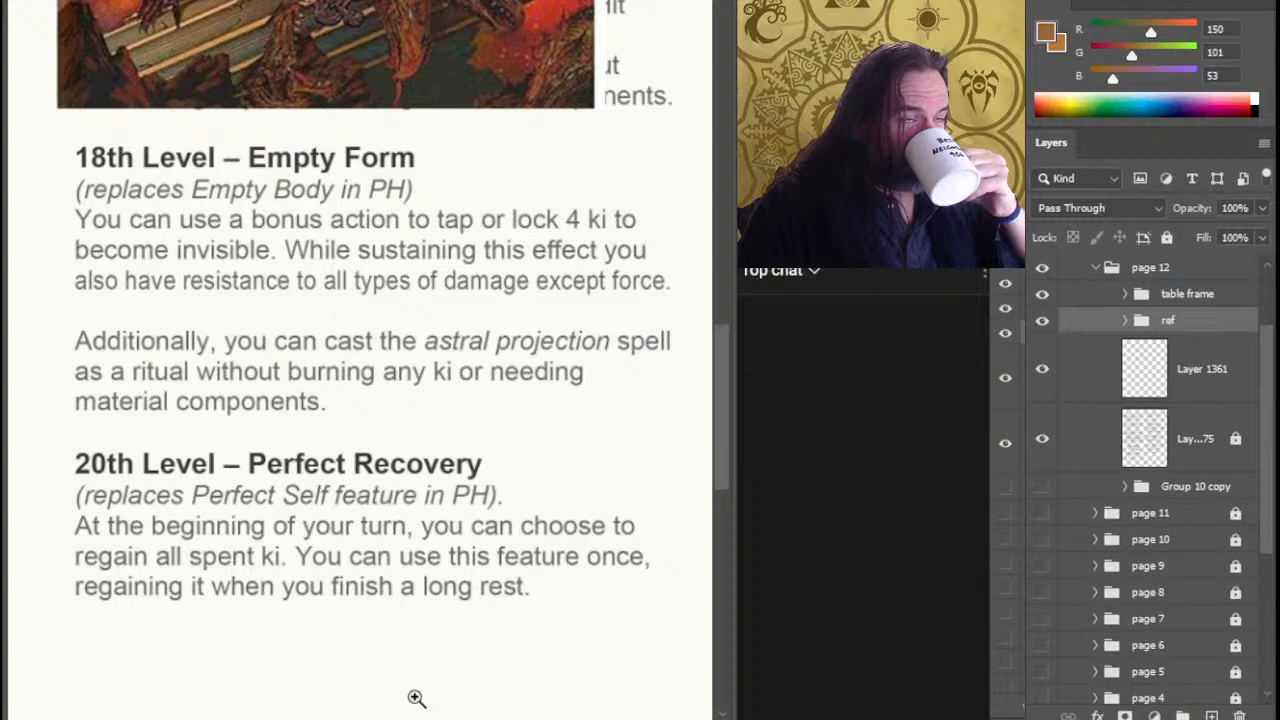 nents.
18th Level – Empty Form
(replaces Empty Body in PH)
You can use a bonus action to tap or lock 4 ki to
become invisible. While sustaining this effect you
also have resistance to all types of damage except force.
Additionally, you can cast the astral projection spell
as a ritual without burning any ki or needing
material components.
20th Level – Perfect Recovery
(replaces Perfect Self feature in PH).
At the beginning of your turn, you can choose to
regain all spent ki. You can use this feature once,
regaining it when you finish a long rest.
Top chat
R 150
G 101
B 53
Layers
Kind
Pass Through Opacity: 100%
Lock: Fill: 100%
page 12
table frame
ref
Layer 1361
Lay...75
Group 10 copy
page 11
page 10
page 9
page 8
page 7
page 6
page 5
page 4